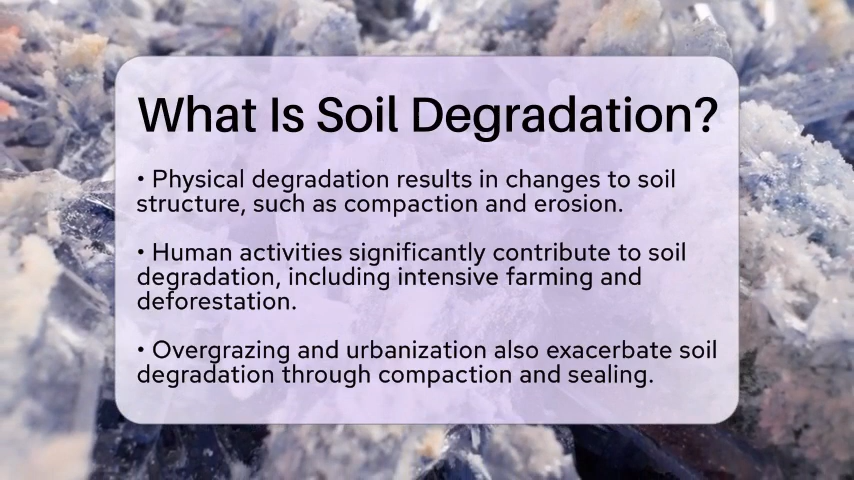 What Is Soil Degradation?
• Physical degradation results in changes to soil
structure, such as compaction and erosion.
• Human activities significantly contribute to soil
degradation, including intensive farming and
deforestation.
• Overgrazing and urbanization also exacerbate soil
degradation through compaction and sealing.